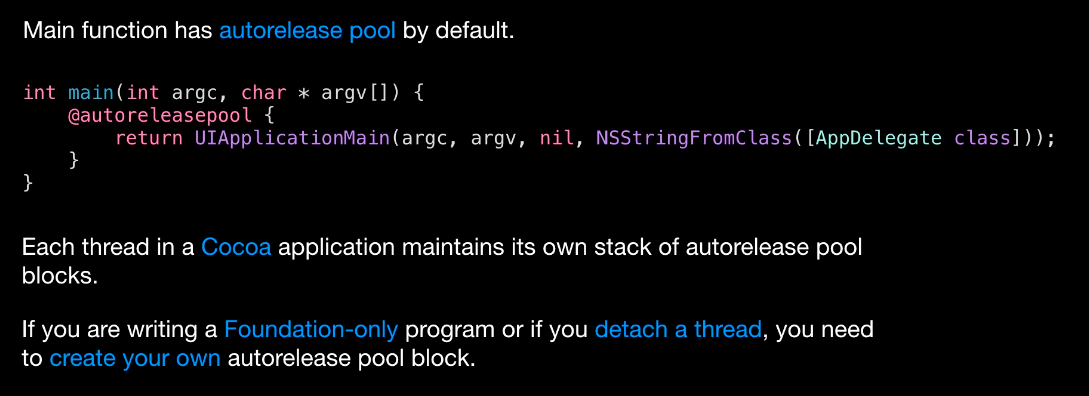 Main function has autorelease pool by default.
int main(int argc, char * argv[]) {
    @autoreleasepool {
        return UIApplicationMain(argc, argv, nil, NSStringFromClass([AppDelegate class]));
    }
}
Each thread in a Cocoa application maintains its own stack of autorelease pool
blocks.
If you are writing a Foundation-only program or if you detach a thread, you need
to create your own autorelease pool block.